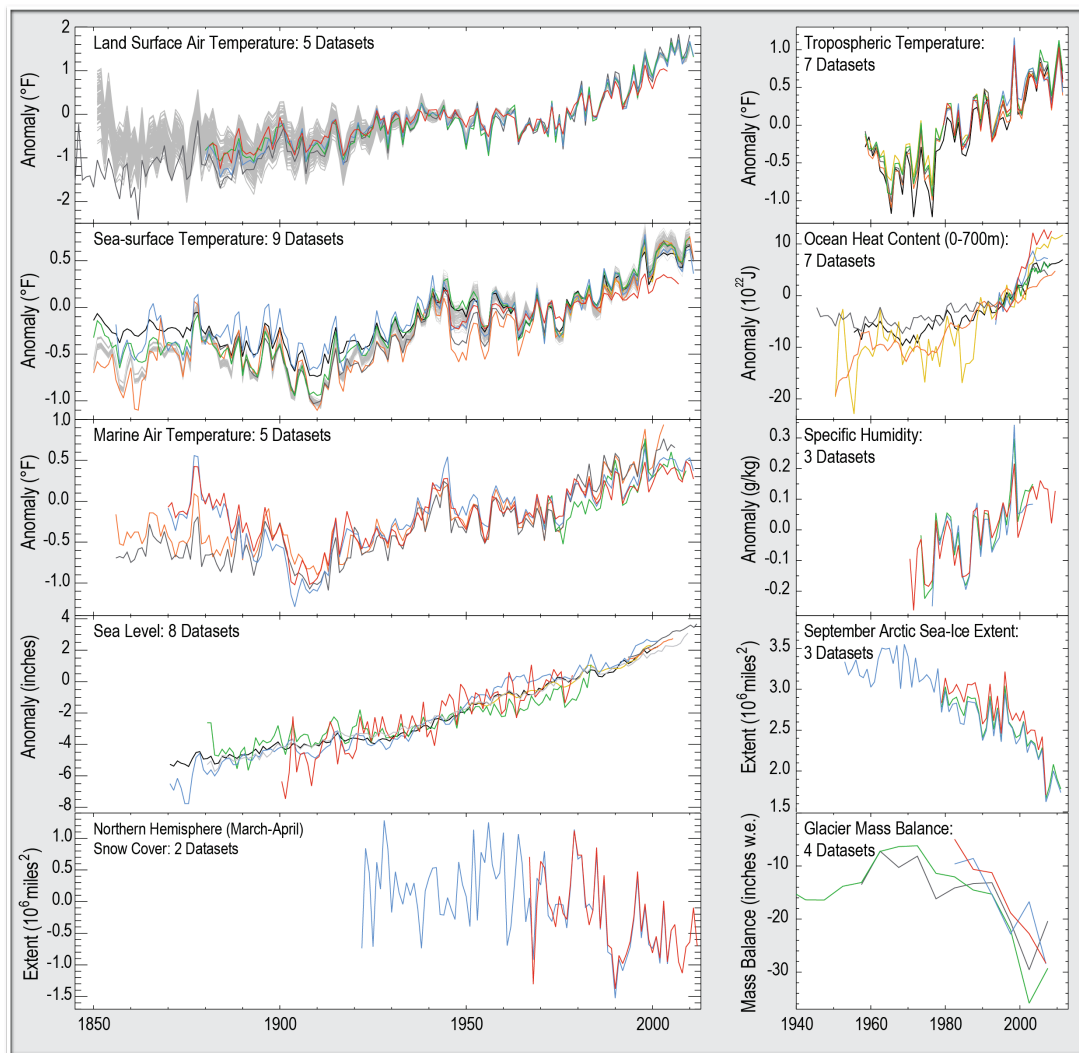 Land Surface Air Temperature: 5 Datasets
Anomaly (°F)
2
1
0
-1
-2
Sea-surface Temperature: 9 Datasets
Anomaly (°F)
0.5
0.0
-0.5
-1.0
Marine Air Temperature: 5 Datasets
Anomaly (°F)
1.0
0.5
0.0
-0.5
-1.0
Sea Level: 8 Datasets
Anomaly (inches)
4
2
0
-2
-4
-6
-8
Northern Hemisphere (March-April)
Snow Cover: 2 Datasets
Extent (10⁶miles²)
1.0
0.5
0.0
-0.5
-1.0
-1.5
1850
1900
1950
2000
Tropospheric Temperature:
7 Datasets
Anomaly (°F)
1.0
0.5
0.0
-0.5
-1.0
Ocean Heat Content (0-700m):
7 Datasets
Anomaly (10²²J)
10
0
-10
-20
Specific Humidity:
3 Datasets
Anomaly (g/kg)
0.3
0.2
0.1
0.0
-0.1
-0.2
September Arctic Sea-Ice Extent:
3 Datasets
Extent (10⁶miles²)
3.5
3.0
2.5
2.0
1.5
Glacier Mass Balance:
4 Datasets
Mass Balance (inches w.e.)
-10
-20
-30
1940
1960
1980
2000